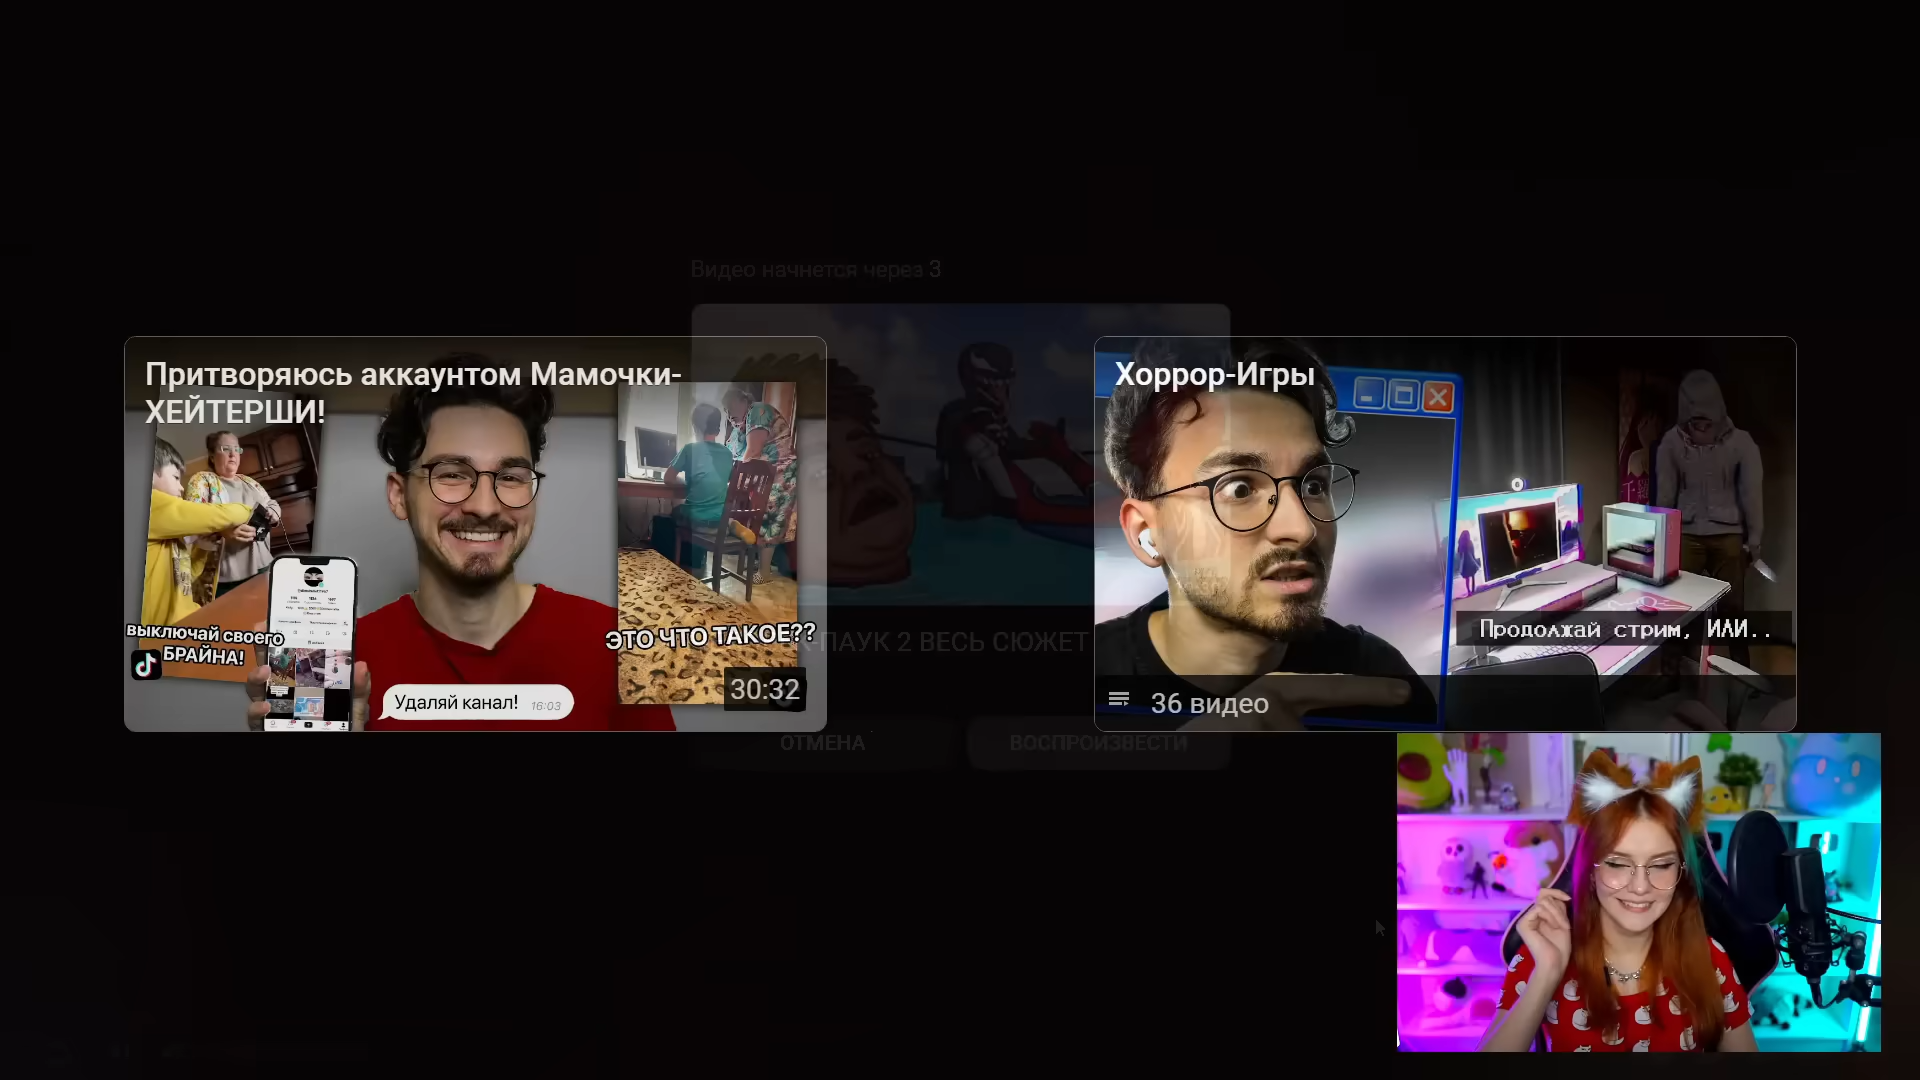 Видео начнется через 3
Притворяюсь аккаунтом Мамочки-
ХЕЙТЕРШИ!
Хоррор-Игры
выключай своего
БРАЙНА!
ЭТО ЧТО ТАКОЕ??
ПАУК 2 ВЕСЬ СЮЖЕТ
Продолжай стрим, ИЛИ..
Удаляй канал! 16:03
30:32
36 видео
ОТМЕНА
ВОСПРОИЗВЕСТИ